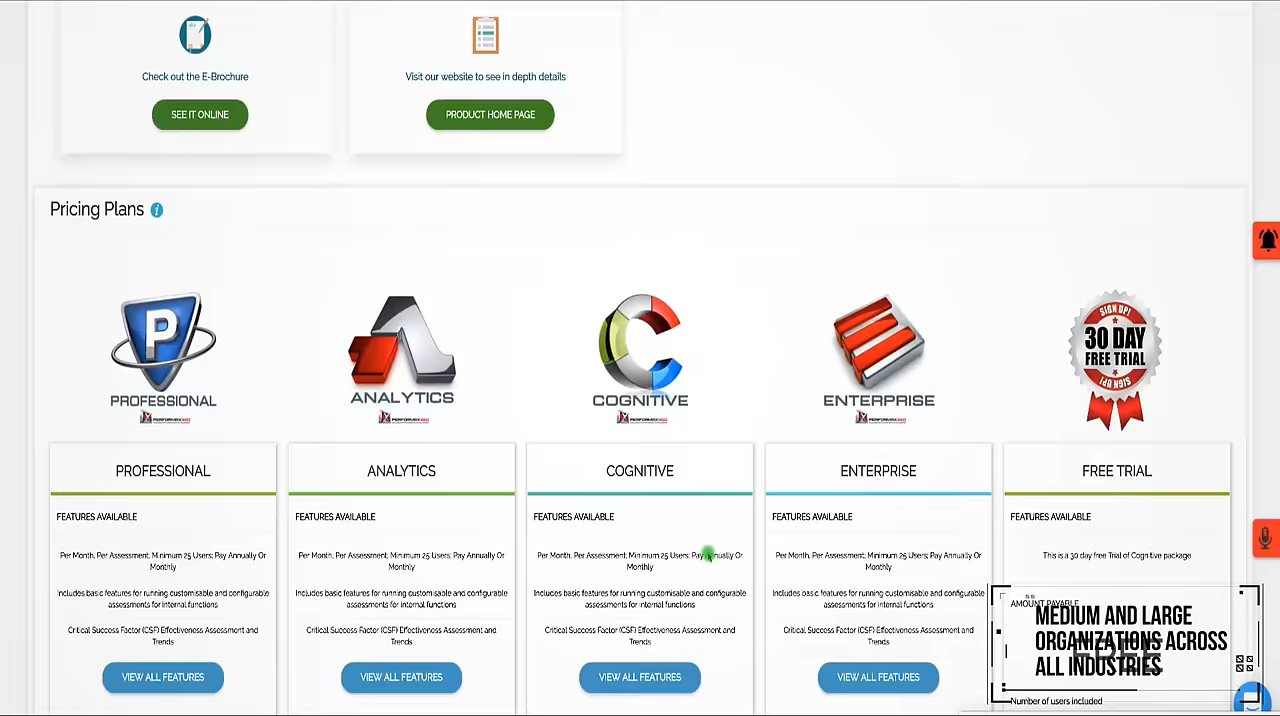 Check out the E-Brochure
SEE IT ONLINE
Visit our website to see in depth details
PRODUCT HOME PAGE
Pricing Plans
P
PROFESSIONAL
PERFORMAX360
ANALYTICS
PERFORMAX360
COGNITIVE
PERFORMAX360
ENTERPRISE
PERFORMAX360
SIGN UP!
30 DAY
FREE TRIAL
SIGN UP!
PROFESSIONAL
FEATURES AVAILABLE
Per Month, Per Assessment; Minimum 25 Users; Pay Annually Or
Monthly
Includes basic features for running customisable and configurable
assessments for internal functions
Critical Success Factor (CSF) Effectiveness Assessment and
Trends
VIEW ALL FEATURES
ANALYTICS
FEATURES AVAILABLE
Per Month, Per Assessment; Minimum 25 Users; Pay Annually Or
Monthly
Includes basic features for running customisable and configurable
assessments for internal functions
Critical Success Factor (CSF) Effectiveness Assessment and
Trends
VIEW ALL FEATURES
COGNITIVE
FEATURES AVAILABLE
Per Month, Per Assessment; Minimum 25 Users; Pay Annually Or
Monthly
Includes basic features for running customisable and configurable
assessments for internal functions
Critical Success Factor (CSF) Effectiveness Assessment and
Trends
VIEW ALL FEATURES
ENTERPRISE
FEATURES AVAILABLE
Per Month, Per Assessment; Minimum 25 Users; Pay Annually Or
Monthly
Includes basic features for running customisable and configurable
assessments for internal functions
Critical Success Factor (CSF) Effectiveness Assessment and
Trends
VIEW ALL FEATURES
FREE TRIAL
FEATURES AVAILABLE
This is a 30 day free Trial of Cognitive package
AMOUNT PAYABLE
FREE
MEDIUM AND LARGE
ORGANIZATIONS ACROSS
ALL INDUSTRIES
Number of users included